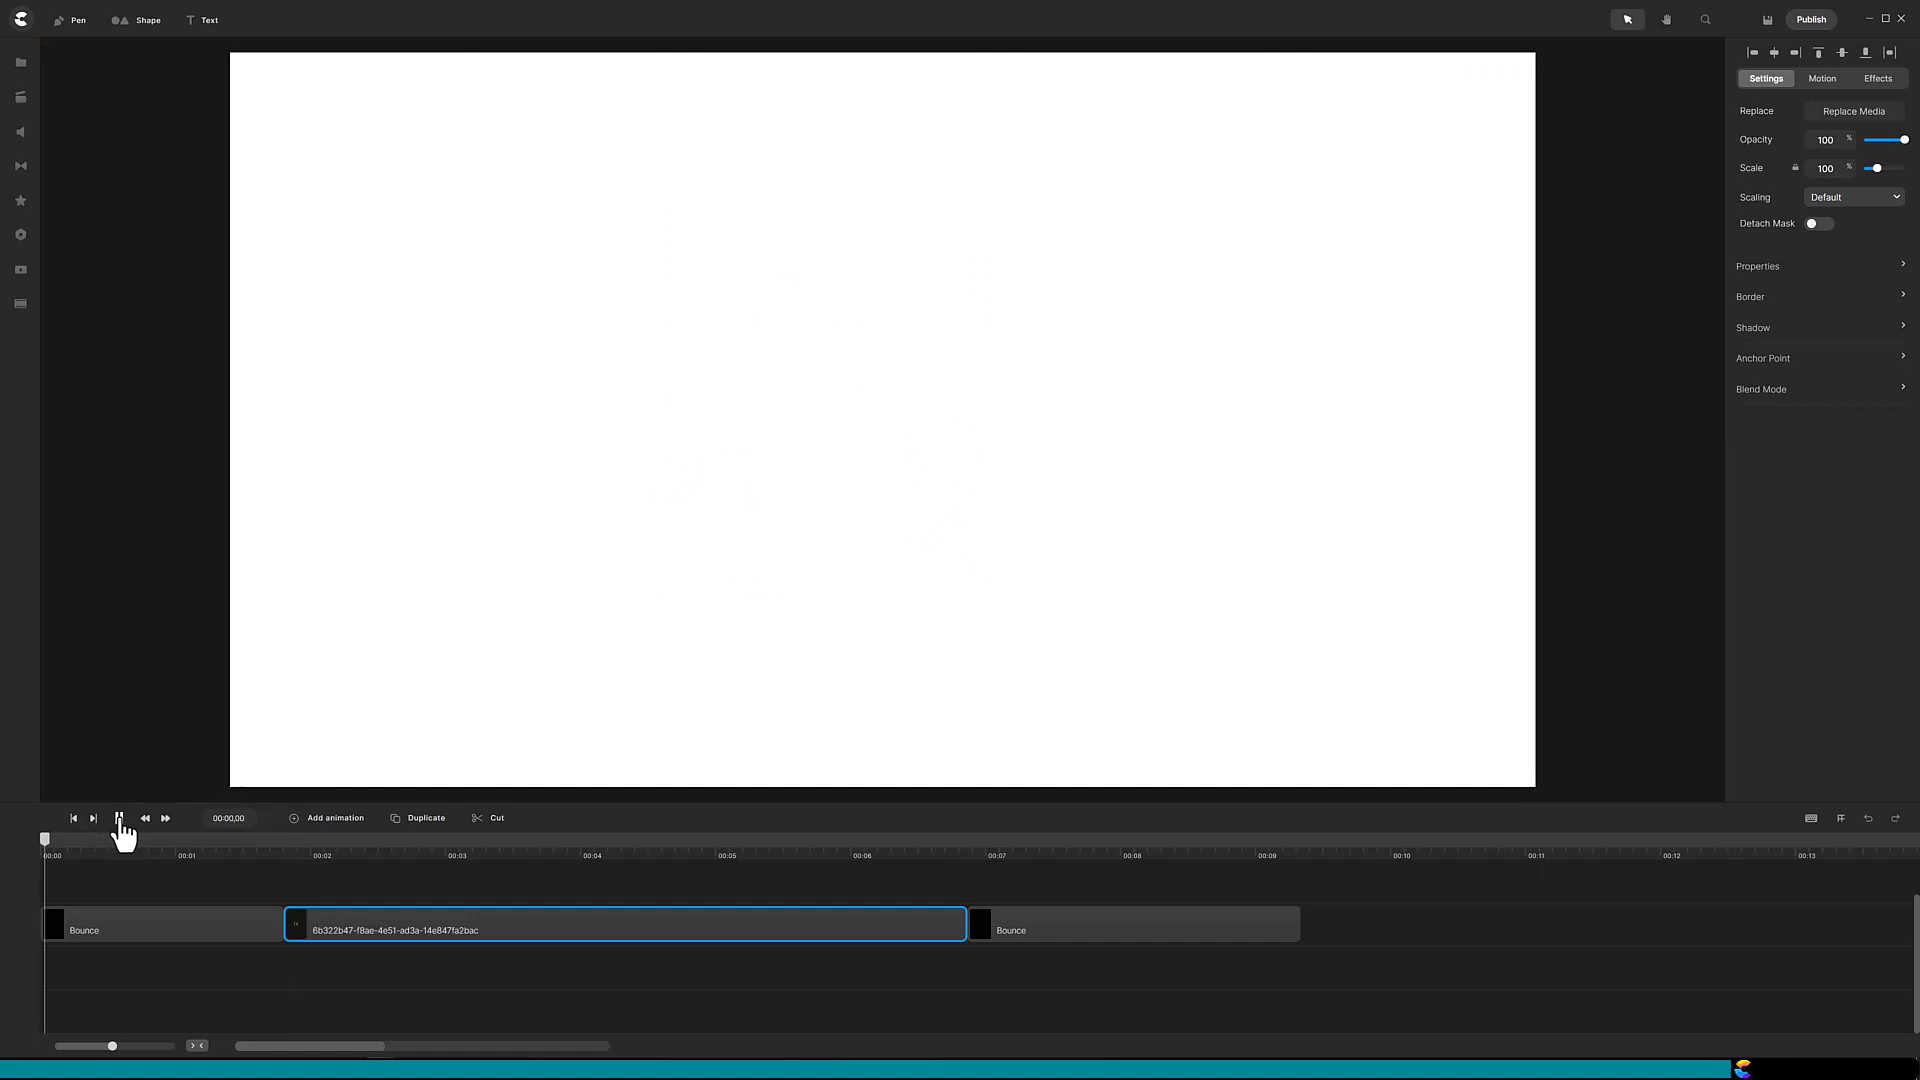 Pen Shape Text Publish
Settings Motion Effects
Replace Replace Media
Opacity 100 %
Scale 100 %
Scaling Default
Detach Mask
Properties
Border
Shadow
Anchor Point
Blend Mode
00:00,00 Add animation Duplicate Cut
00:00 00:01 00:02 00:03 00:04 00:05 00:06 00:07 00:08 00:09 00:10 00:11 00:12 00:13
Bounce 6b322b47-f8ae-4e51-ad3a-14e847fa2bac Bounce